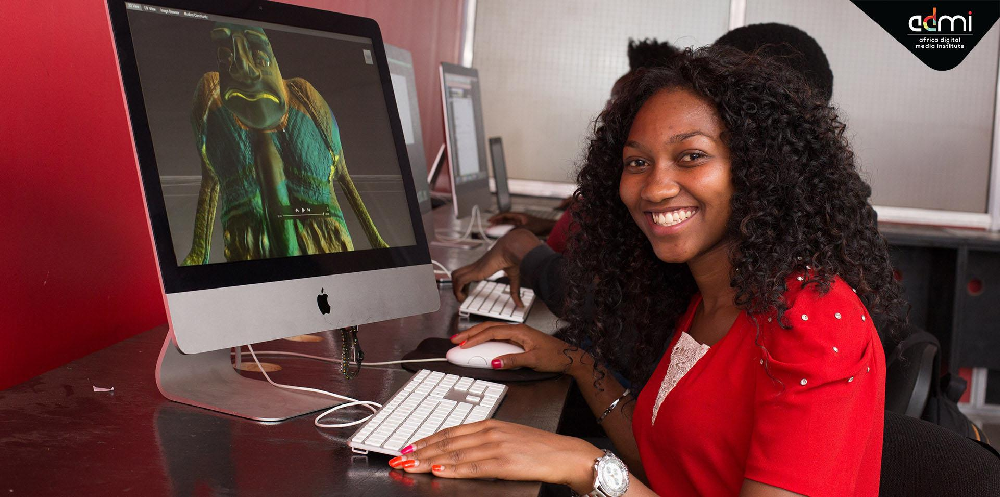 3D View UV View Image Browser Mudbox Community
admi
africa digital
media institute